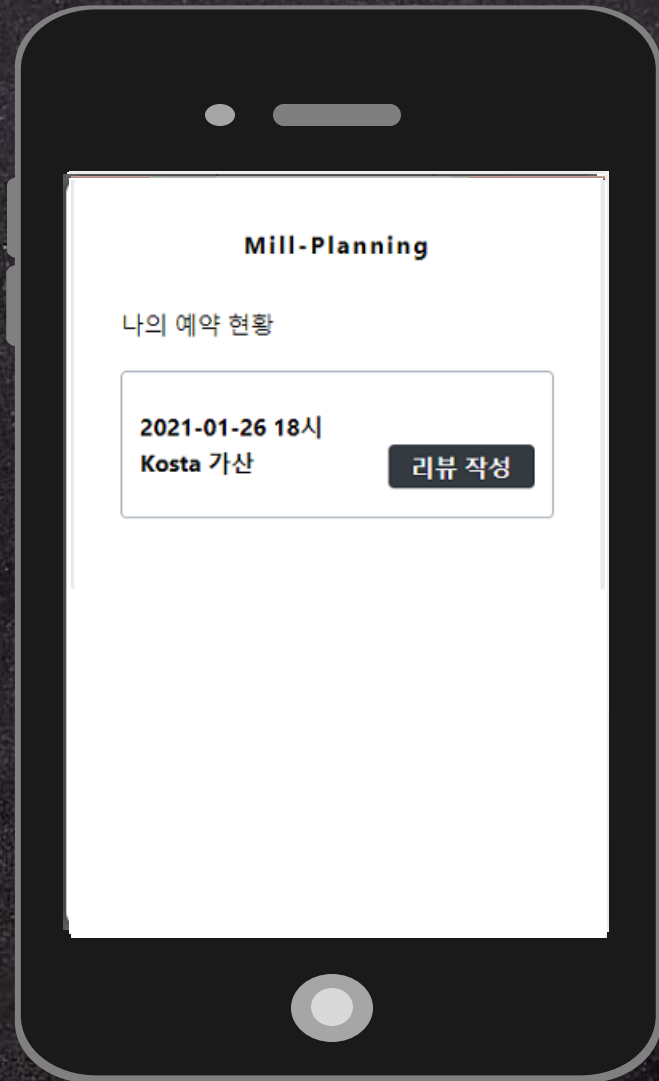 Mill-Planning
나의 예약 현황
2021-01-26 18시
Kosta 가산
리뷰 작성